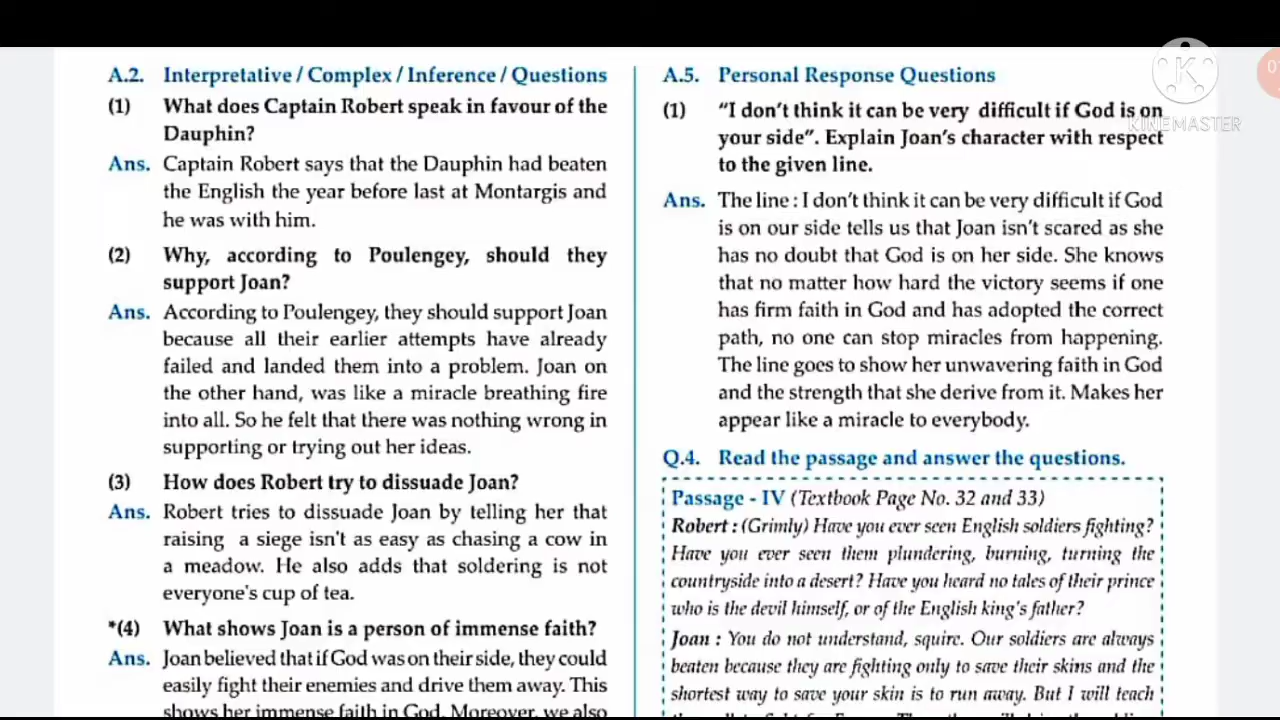 A.2. Interpretative / Complex / Inference / Questions
(1) What does Captain Robert speak in favour of the
Dauphin?
Ans. Captain Robert says that the Dauphin had beaten
the English the year before last at Montargis and
he was with him.
(2) Why, according to Poulengey, should they
support Joan?
Ans. According to Poulengey, they should support Joan
because all their earlier attempts have already
failed and landed them into a problem. Joan on
the other hand, was like a miracle breathing fire
into all. So he felt that there was nothing wrong in
supporting or trying out her ideas.
(3) How does Robert try to dissuade Joan?
Ans. Robert tries to dissuade Joan by telling her that
raising a siege isn't as easy as chasing a cow in
a meadow. He also adds that soldering is not
everyone's cup of tea.
*(4) What shows Joan is a person of immense faith?
Ans. Joan believed that if God was on their side, they could
easily fight their enemies and drive them away. This
shows her immense faith in God. Moreover, we also
A.5. Personal Response Questions
(1) “I don't think it can be very difficult if God is on
your side”. Explain Joan's character with respect
to the given line.
Ans. The line : I don't think it can be very difficult if God
is on our side tells us that Joan isn't scared as she
has no doubt that God is on her side. She knows
that no matter how hard the victory seems if one
has firm faith in God and has adopted the correct
path, no one can stop miracles from happening.
The line goes to show her unwavering faith in God
and the strength that she derive from it. Makes her
appear like a miracle to everybody.
Q.4. Read the passage and answer the questions.
Passage - IV (Textbook Page No. 32 and 33)
Robert : (Grimly) Have you ever seen English soldiers fighting?
Have you ever seen them plundering, burning, turning the
countryside into a desert? Have you heard no tales of their prince
who is the devil himself, or of the English king's father?
Joan : You do not understand, squire. Our soldiers are always
beaten because they are fighting only to save their skins and the
shortest way to save your skin is to run away. But I will teach
K
KINEMASTER